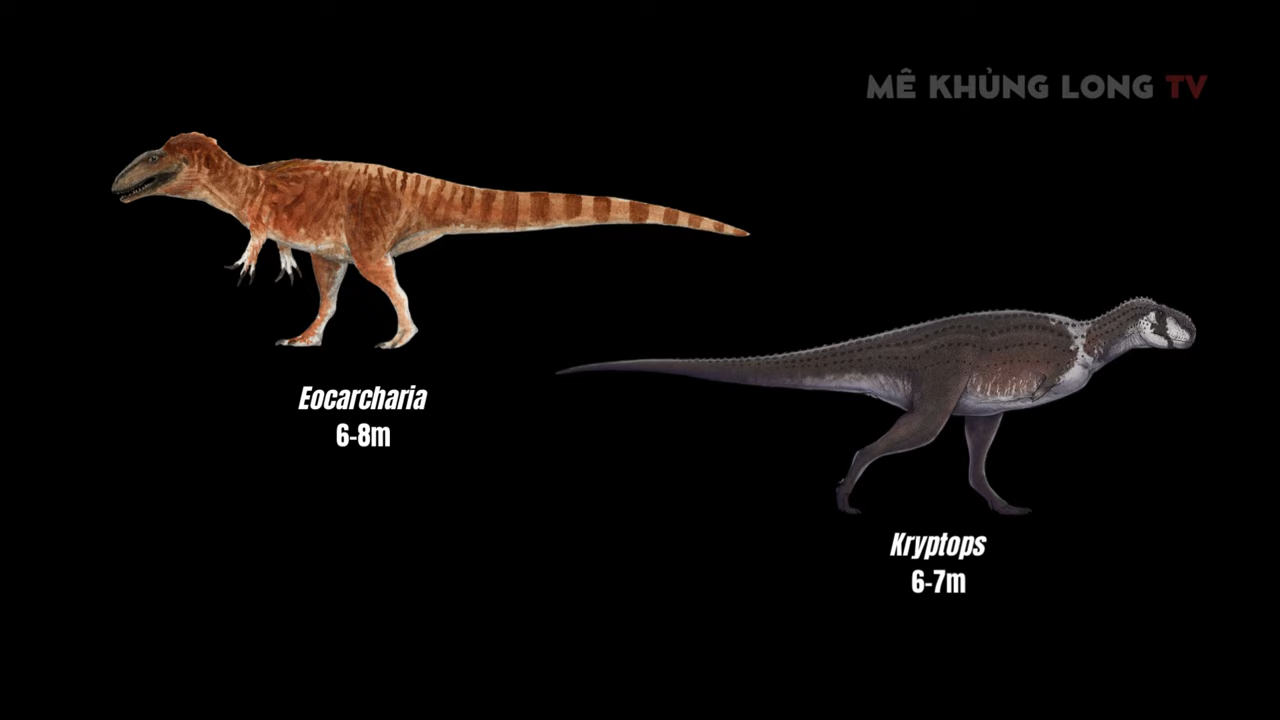 MÊ KHỦNG LONG TV
Eocarcharia
6-8m
Kryptops
6-7m